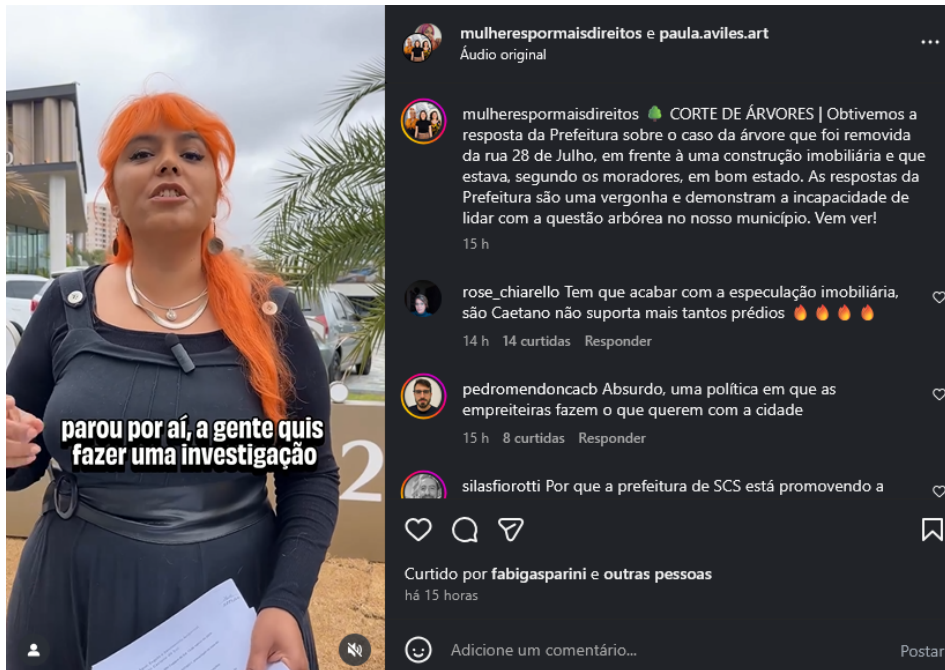 parou por aí, a gente quis
fazer uma investigação
2
mulherespormaisdireitos e paula.aviles.art
Áudio original
mulherespormaisdireitos 🌳 CORTE DE ÁRVORES | Obtivemos a
resposta da Prefeitura sobre o caso da árvore que foi removida
da rua 28 de Julho, em frente à uma construção imobiliária e que
estava, segundo os moradores, em bom estado. As respostas da
Prefeitura são uma vergonha e demonstram a incapacidade de
lidar com a questão arbórea no nosso município. Vem ver!
15 h
rose_chiarello Tem que acabar com a especulação imobiliária,
são Caetano não suporta mais tantos prédios 🔥 🔥 🔥 🔥
14 h 14 curtidas Responder
pedromendoncacb Absurdo, uma política em que as
empreiteiras fazem o que querem com a cidade
15 h 8 curtidas Responder
silasfiorotti Por que a prefeitura de SCS está promovendo a
Curtido por fabigasparini e outras pessoas
há 15 horas
Adicione um comentário...
Postar